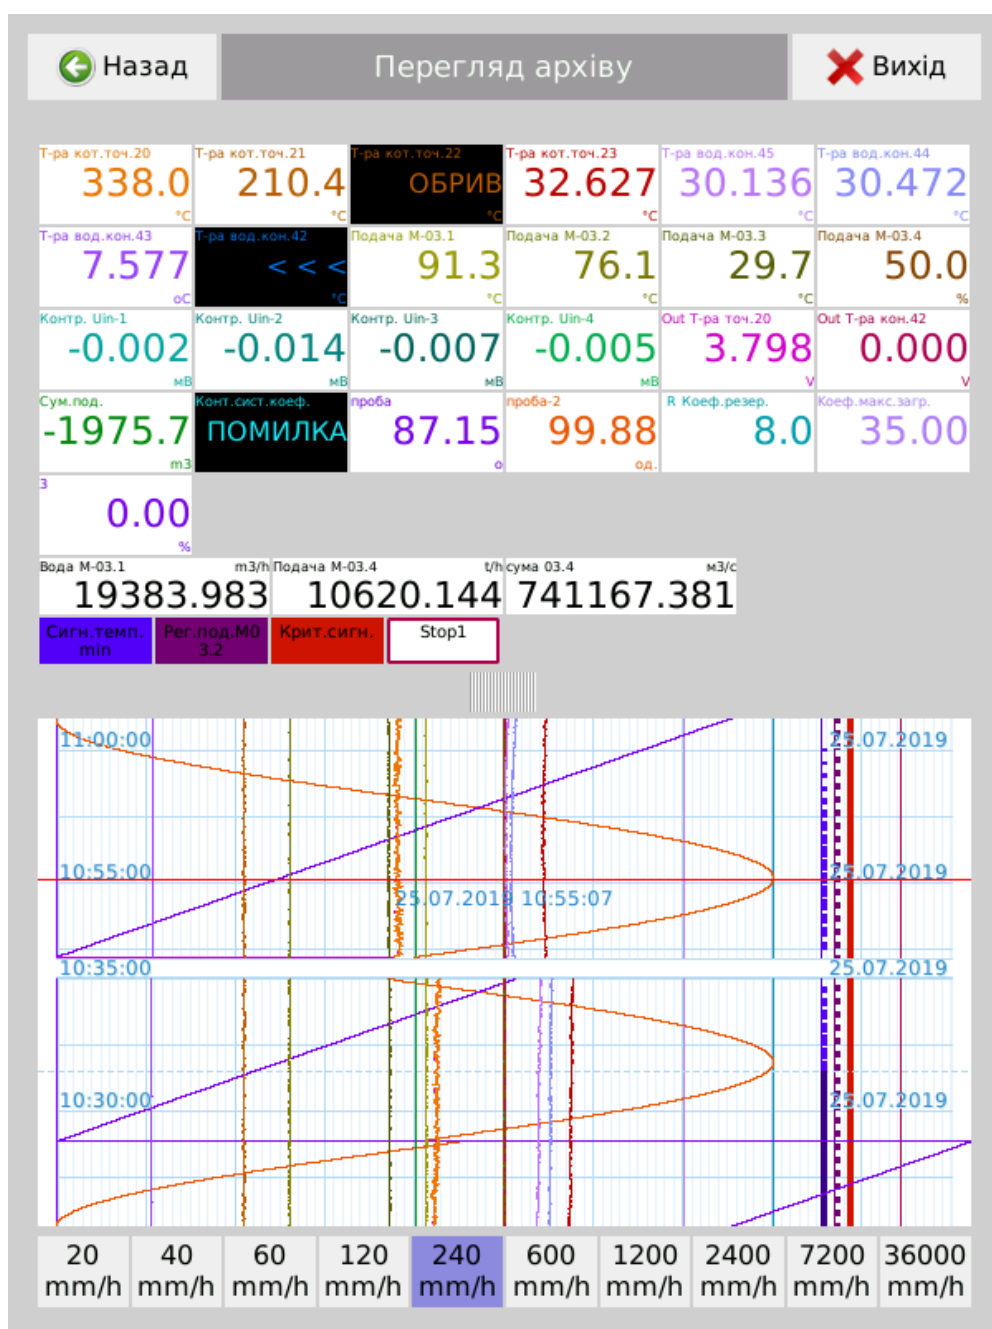 Назад
Перегляд архіву
Вихід
Т-ра кот.точ.20
338.0
°C
Т-ра кот.точ.21
210.4
°C
Т-ра кот.точ.22
ОБРИВ
°C
Т-ра кот.точ.23
32.627
°C
Т-ра вод.кон.45
30.136
°C
Т-ра вод.кон.44
30.472
°C
Т-ра вод.кон.43
7.577
oC
Т-ра вод.кон.42
<<<
°C
Подача М-03.1
91.3
°C
Подача М-03.2
76.1
°C
Подача М-03.3
29.7
°C
Подача М-03.4
50.0
%
Контр. Uin-1
-0.002
мВ
Контр. Uin-2
-0.014
мВ
Контр. Uin-3
-0.007
мВ
Контр. Uin-4
-0.005
мВ
Out Т-ра точ.20
3.798
V
Out Т-ра кон.42
0.000
V
Сум.под.
-1975.7
m3
Конт.сист.коеф.
ПОМИЛКА
проба
87.15
о
проба-2
99.88
од.
R Коеф.резер.
8.0
Коеф.макс.загр.
35.00
3
0.00
%
Вода М-03.1 m3/h
19383.983
Подача М-03.4 t/h
10620.144
сума 03.4 м3/с
741167.381
Сигн.темп.
min
Рег.под.М0
3.2
Крит.сигн.
Stop1
11:00:00 25.07.2019
10:55:00 25.07.2019
25.07.2019 10:55:07
10:35:00 25.07.2019
10:30:00 25.07.2019
20
mm/h
40
mm/h
60
mm/h
120
mm/h
240
mm/h
600
mm/h
1200
mm/h
2400
mm/h
7200
mm/h
36000
mm/h